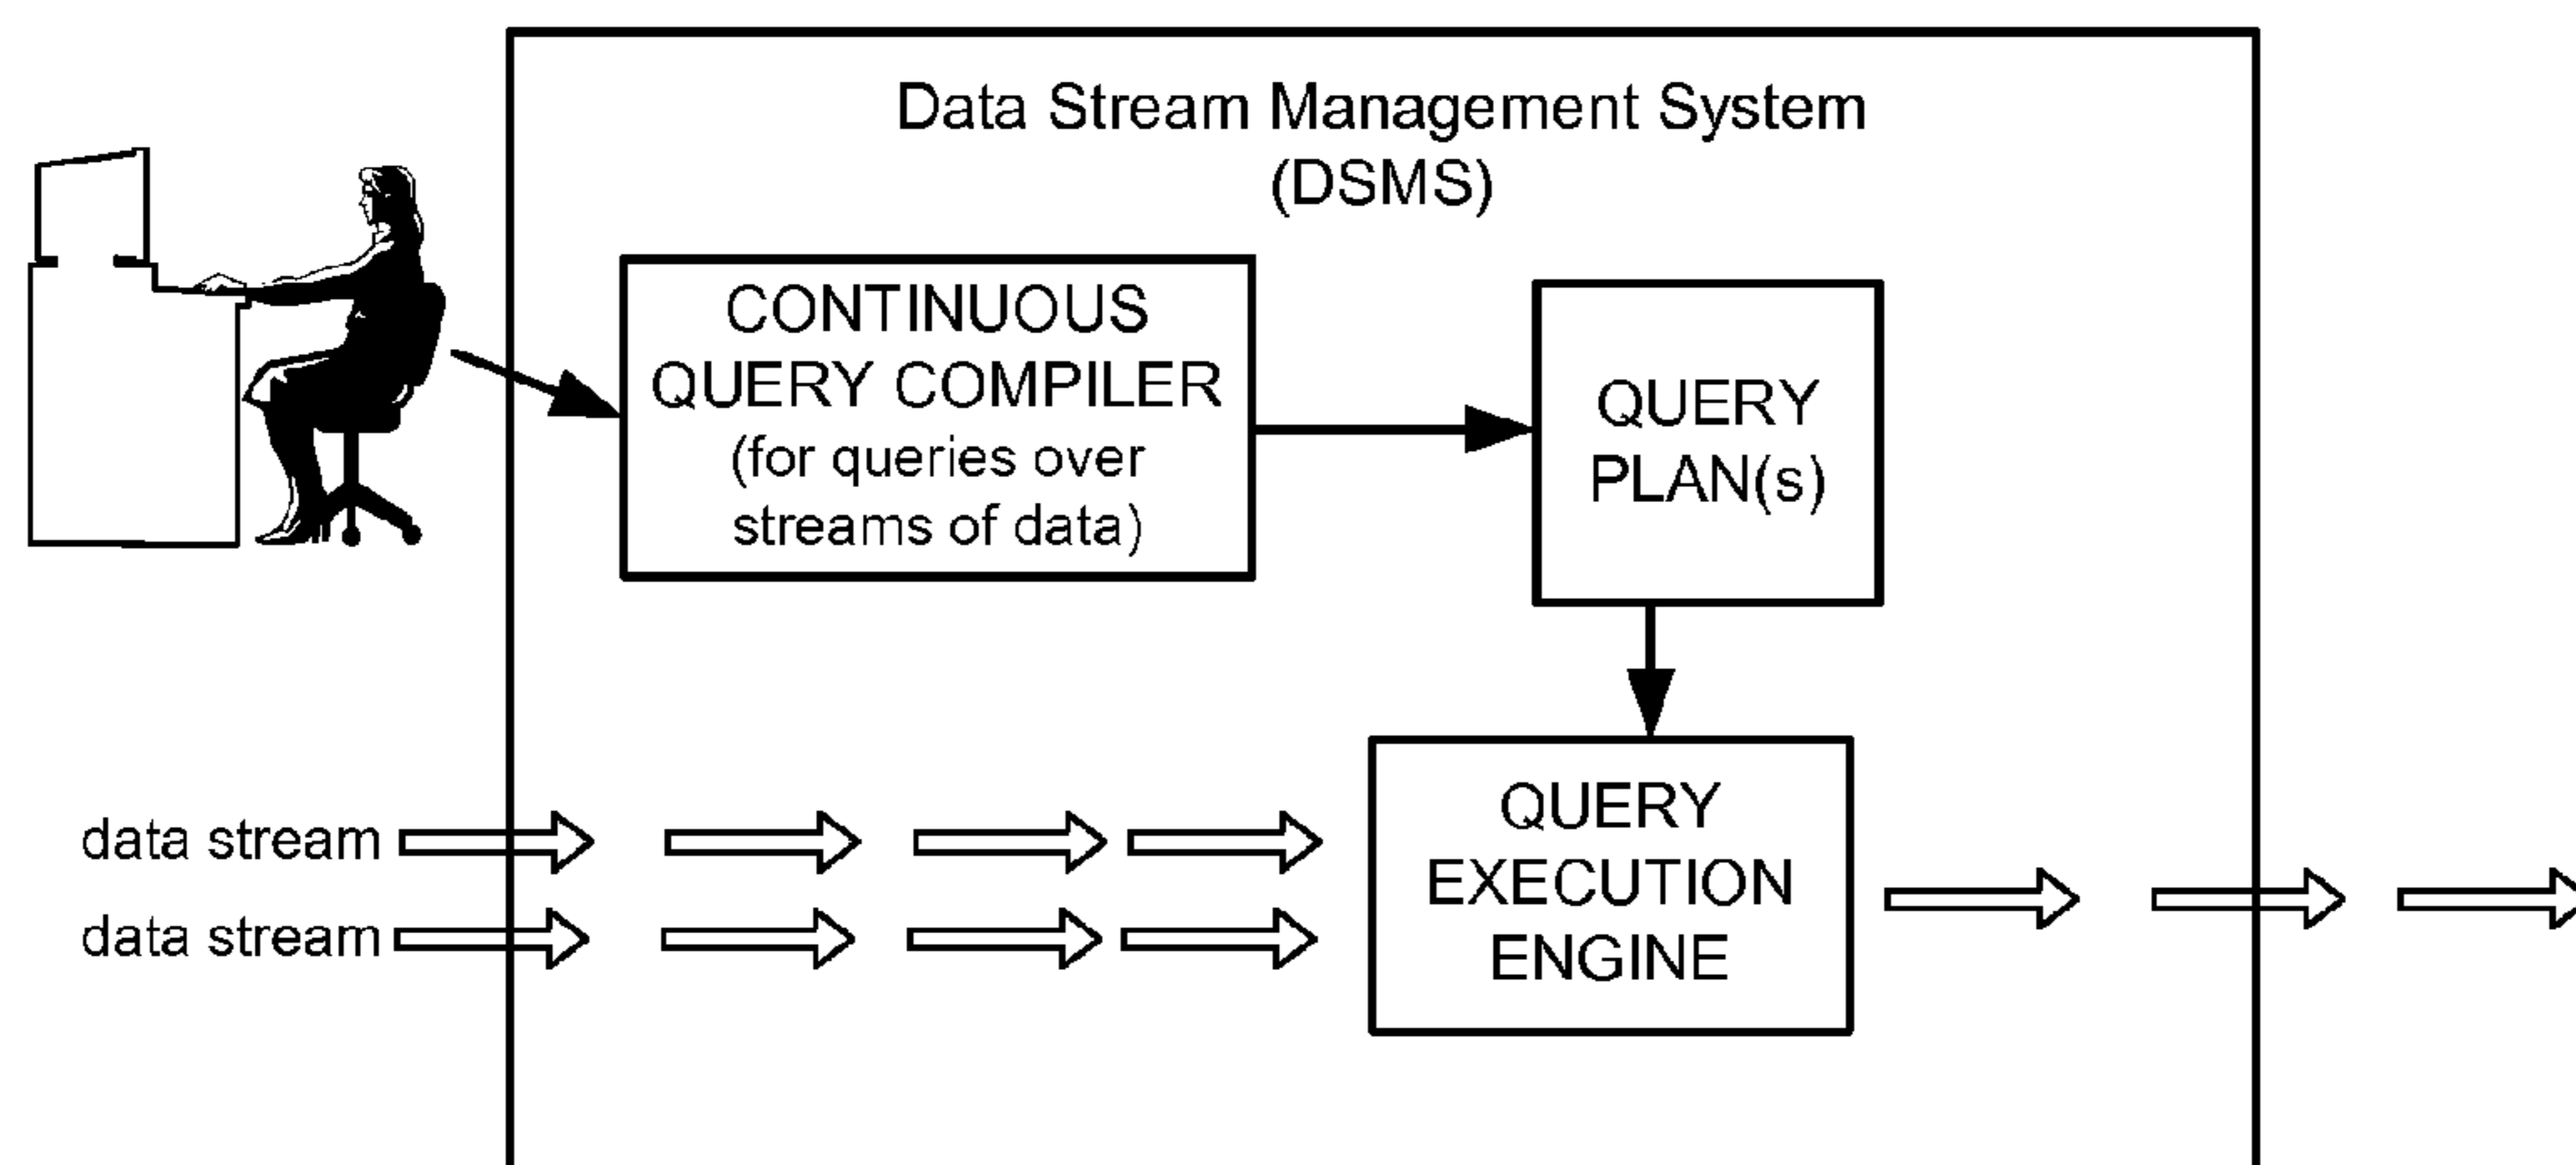 Data Stream Management System
(DSMS)
CONTINUOUS
QUERY COMPILER
(for queries over
streams of data)
QUERY
PLAN(s)
data stream
data stream
QUERY
EXECUTION
ENGINE